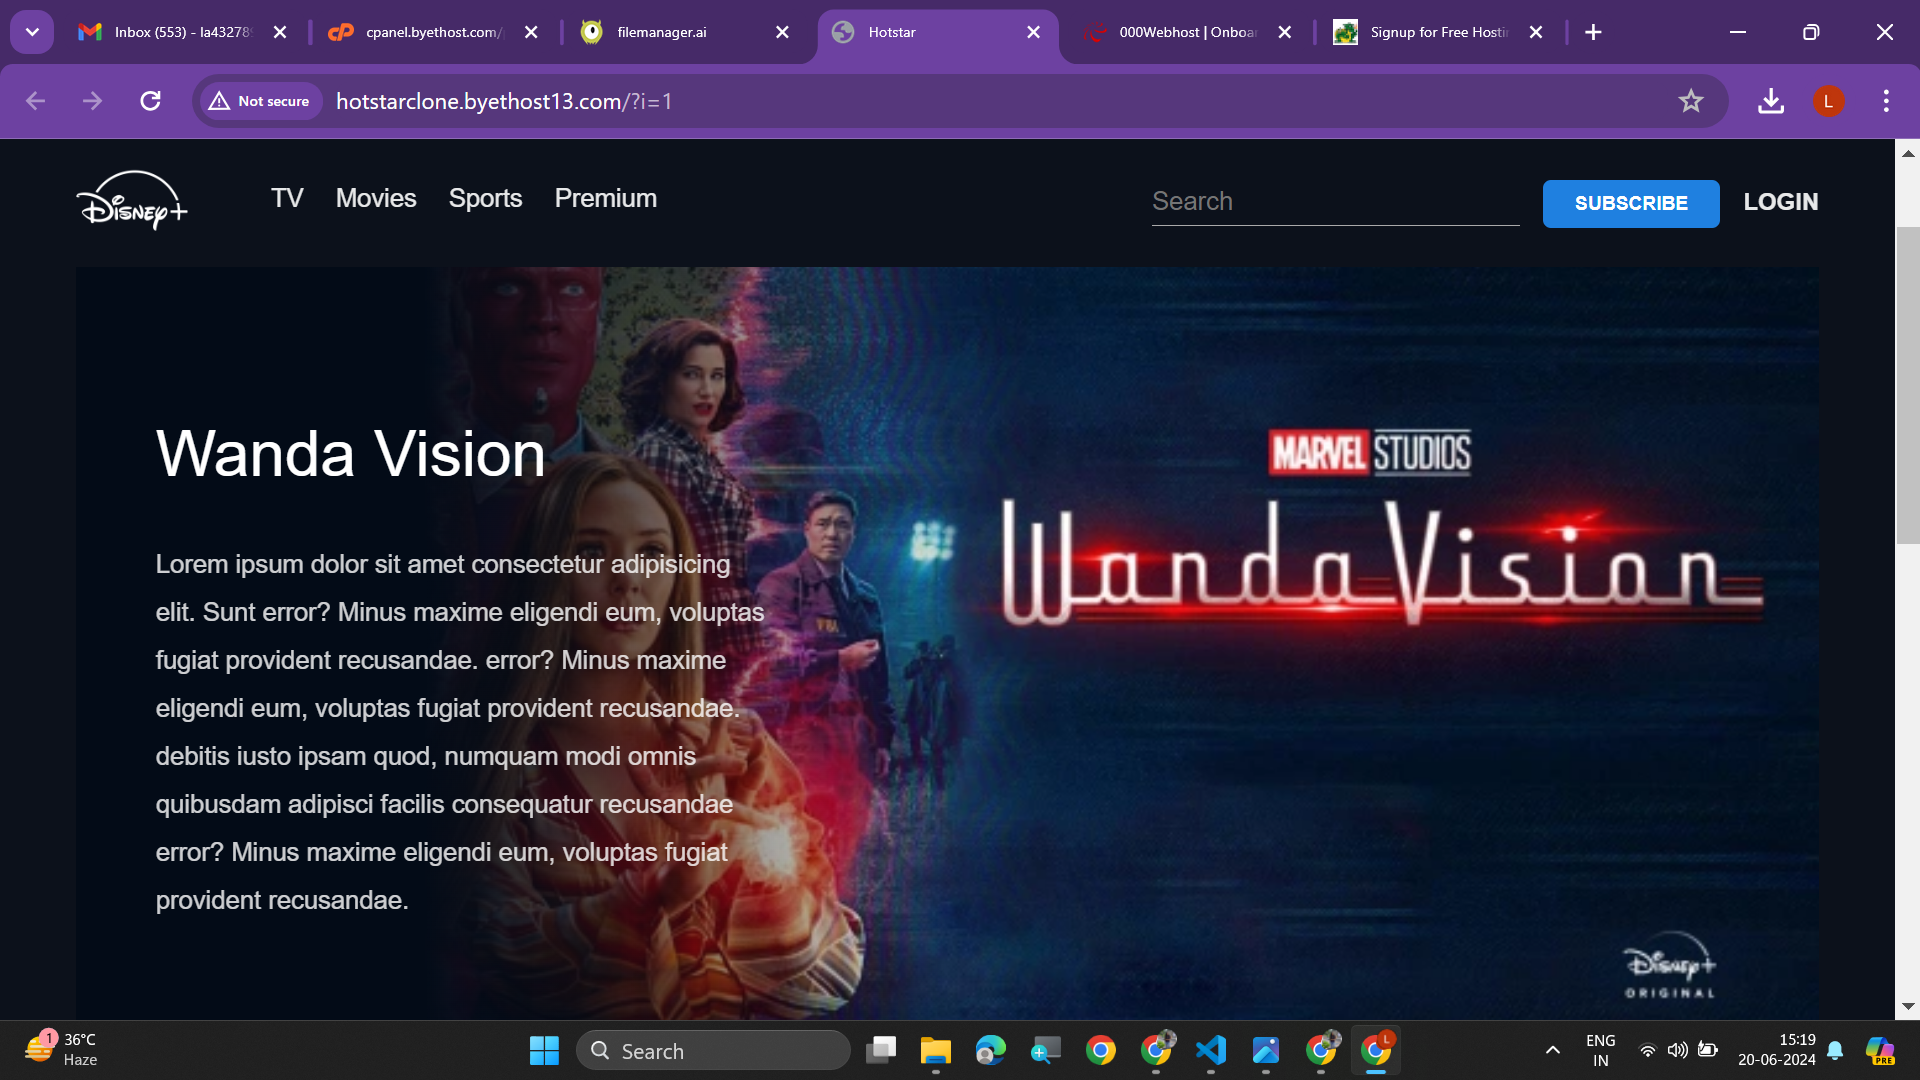 Inbox (553) - la43278
cpanel.byethost.com/
filemanager.ai
Hotstar
000Webhost | Onboa
Signup for Free Hosti
Not secure
hotstarclone.byethost13.com/?i=1
L
Disney+
TV
Movies
Sports
Premium
Search
SUBSCRIBE
LOGIN
Wanda Vision
Lorem ipsum dolor sit amet consectetur adipisicing
elit. Sunt error? Minus maxime eligendi eum, voluptas
fugiat provident recusandae. error? Minus maxime
eligendi eum, voluptas fugiat provident recusandae.
debitis iusto ipsam quod, numquam modi omnis
quibusdam adipisci facilis consequatur recusandae
error? Minus maxime eligendi eum, voluptas fugiat
provident recusandae.
MARVEL STUDIOS
WandaVision
Disney+
ORIGINAL
1
36°C
Haze
Search
L
ENG
IN
15:19
20-06-2024
PRE